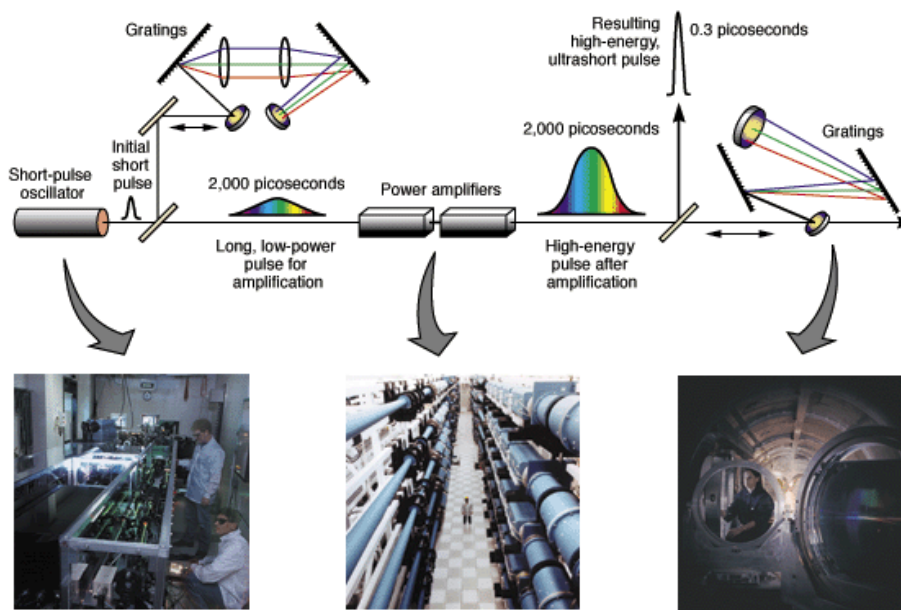 Gratings
Resulting
high-energy,
ultrashort pulse
0.3 picoseconds
Initial
short
pulse
Short-pulse
oscillator
2,000 picoseconds
Power amplifiers
2,000 picoseconds
Gratings
Long, low-power
pulse for
amplification
High-energy
pulse after
amplification